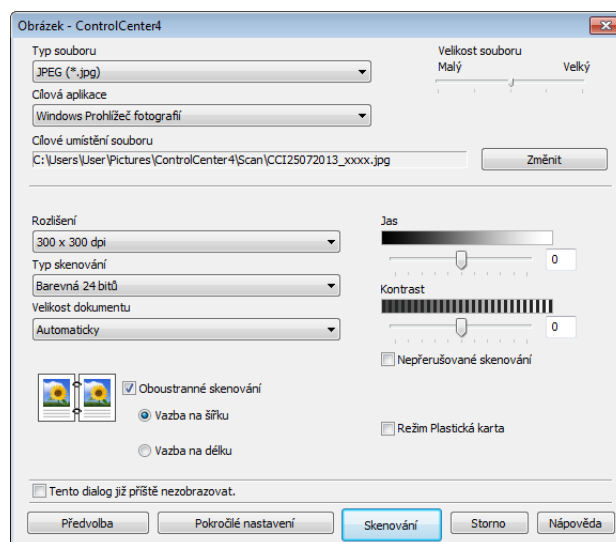 Obrázek - ControlCenter4
Typ souboru
JPEG (*.jpg)
Velikost souboru
Malý Velký
Cílová aplikace
Windows Prohlížeč fotografií
Cílové umístění souboru
C:\Users\User\Pictures\ControlCenter4\Scan\CCI25072013_xxxx.jpg Změnit
Rozlišení
300 x 300 dpi
Typ skenování
Barevná 24 bitů
Velikost dokumentu
Automaticky
Jas
0
Kontrast
0
Nepřerušované skenování
Oboustranné skenování
Vazba na šířku
Vazba na délku
Režim Plastická karta
Tento dialog již příště nezobrazovat.
Předvolba Pokročilé nastavení Skenování Storno Nápověda